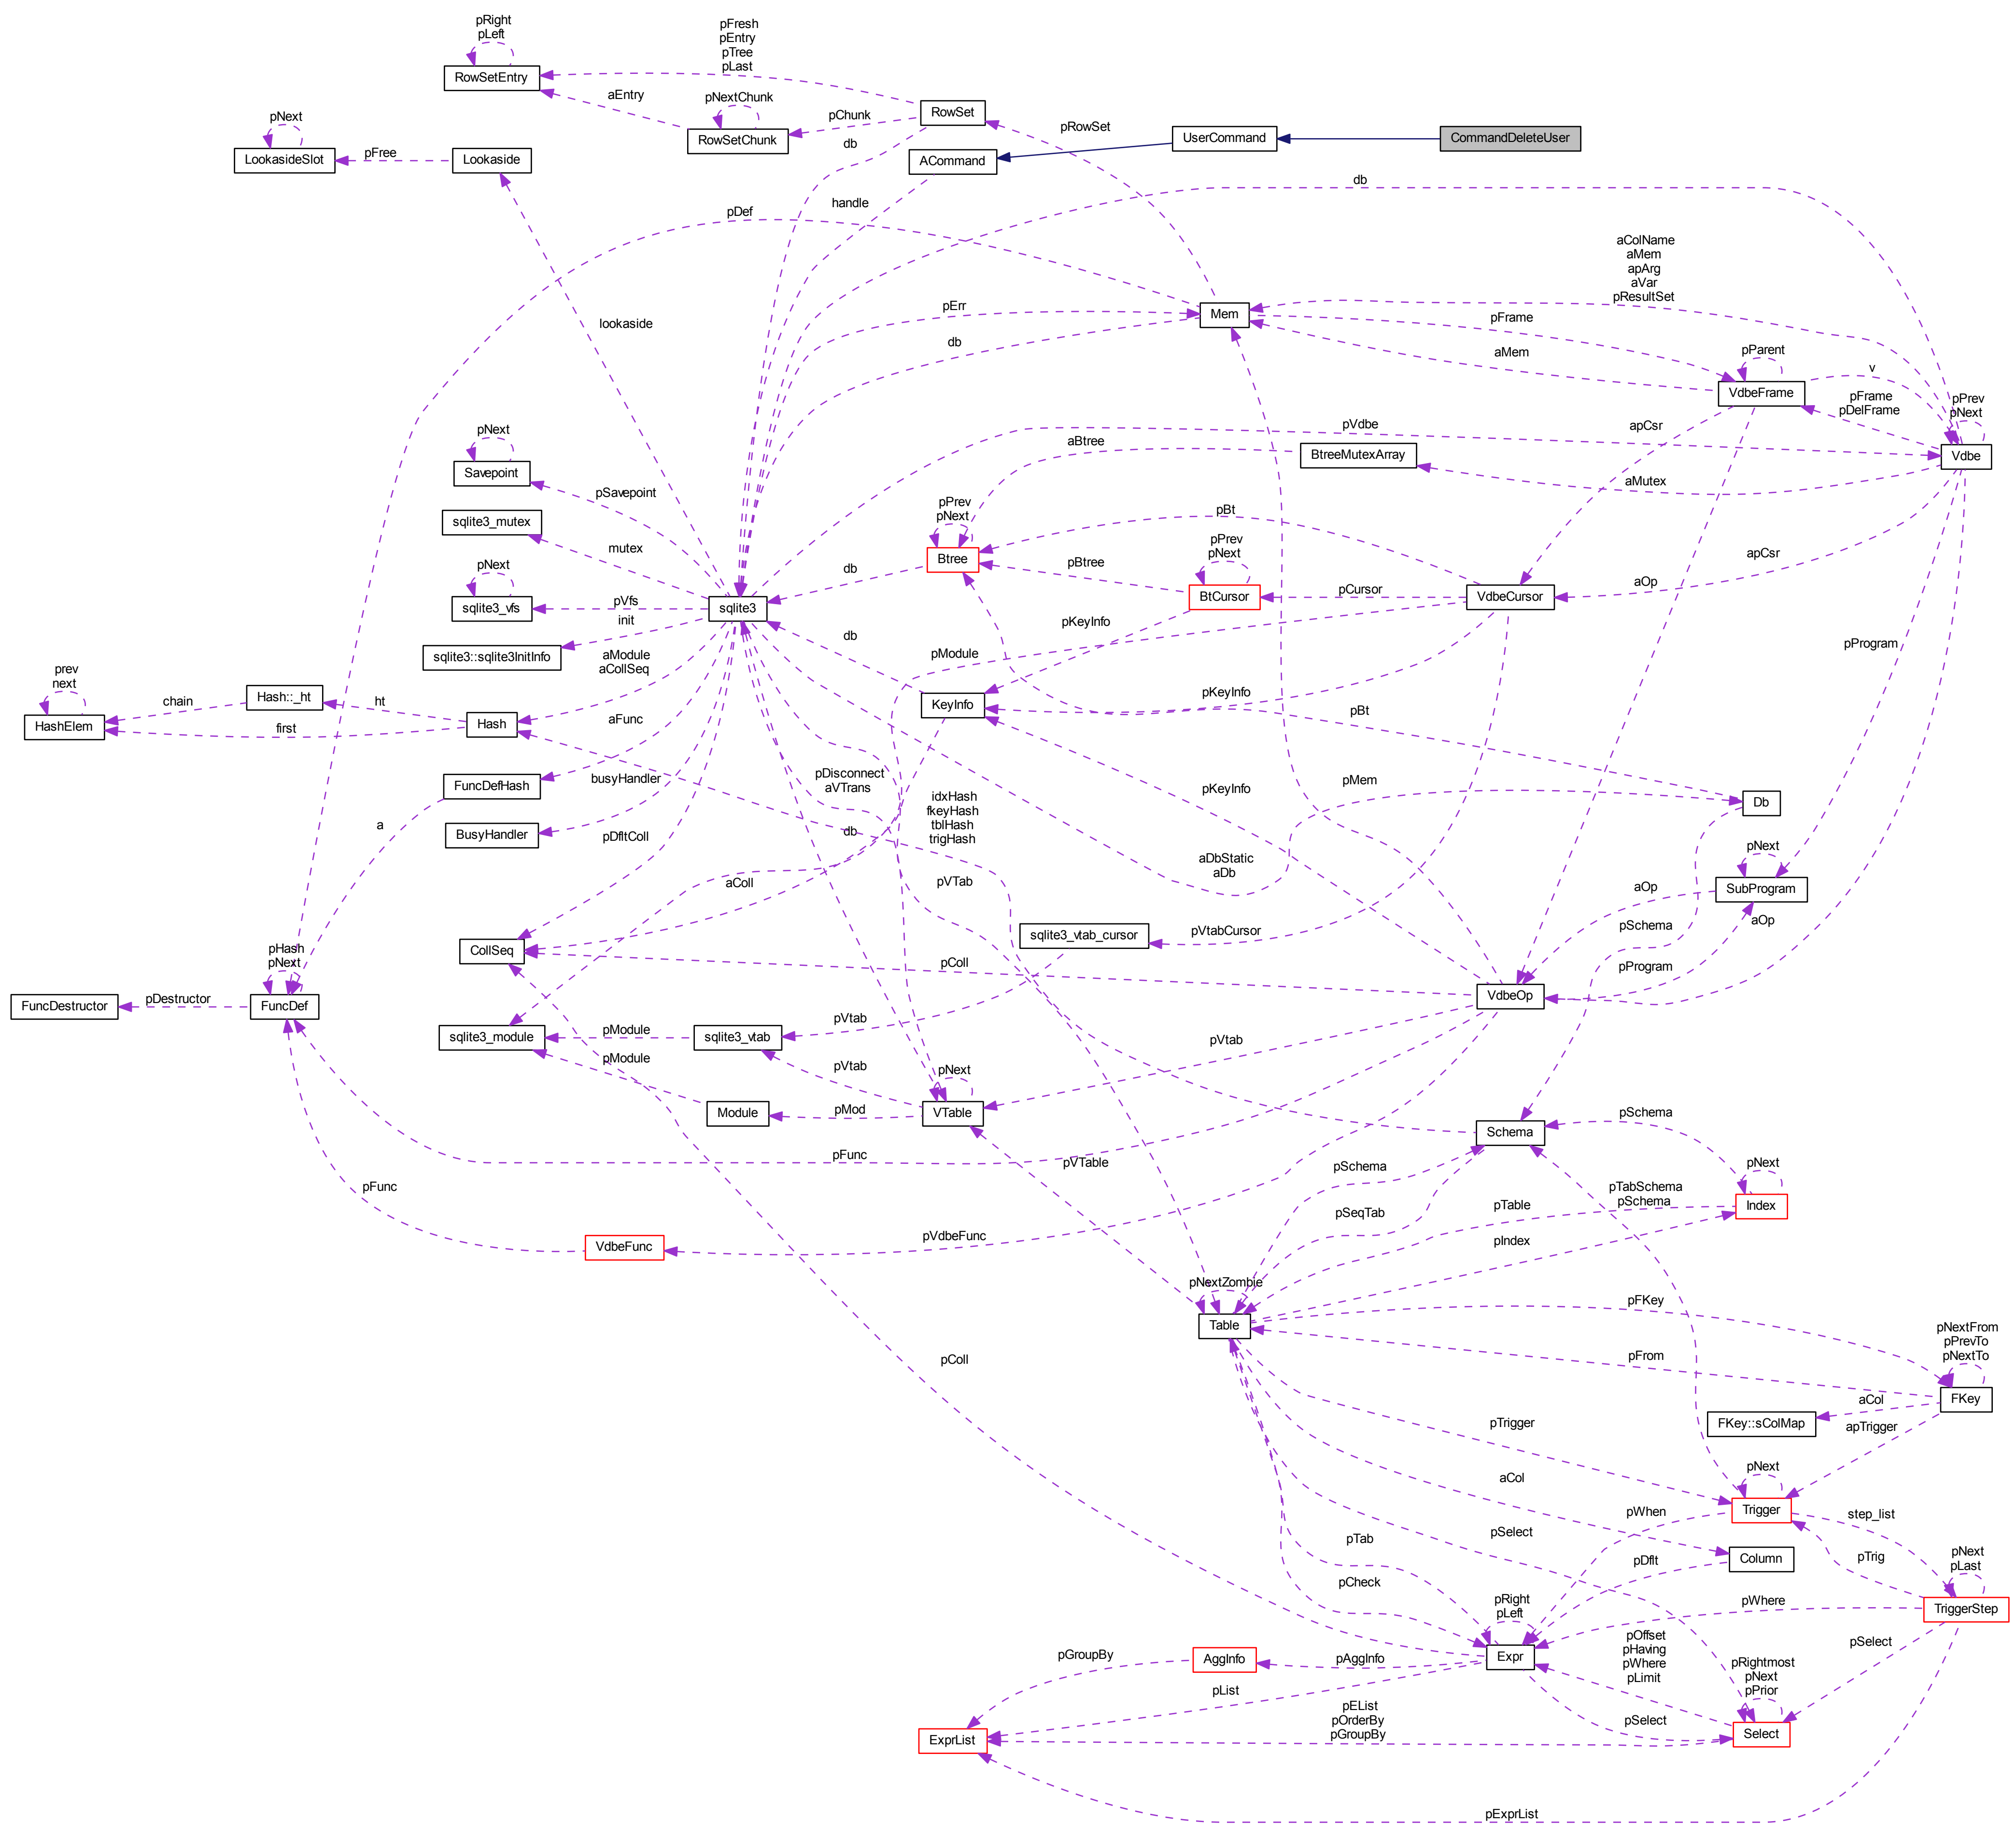 pRight
pLeft
RowSetEntry
pFresh
pEntry
pTree
pLast
aEntry
pNextChunk
RowSetChunk
pChunk
RowSet
pRowSet
UserCommand
CommandDeleteUser
pNext
LookasideSlot
pFree
Lookaside
db
ACommand
handle
db
pDef
aColName
aMem
apArg
aVar
pResultSet
pErr
Mem
pFrame
lookaside
db
aMem
pParent
VdbeFrame
v
pFrame
pDelFrame
pPrev
pNext
Vdbe
pVdbe
apCsr
pNext
Savepoint
pSavepoint
aBtree
BtreeMutexArray
aMutex
sqlite3_mutex
mutex
pPrev
pNext
Btree
pBt
pBtree
pPrev
pNext
BtCursor
pCursor
VdbeCursor
apCsr
aOp
db
pNext
sqlite3_vfs
pVfs
sqlite3
init
sqlite3::sqlite3InitInfo
pKeyInfo
pModule
db
pProgram
aModule
aCollSeq
prev
next
HashElem
chain
Hash::_ht
ht
first
Hash
KeyInfo
pKeyInfo
pBt
aFunc
FuncDefHash
busyHandler
pDisconnect
aVTrans
pKeyInfo
pMem
Db
a
BusyHandler
pDfltColl
db
idxHash
fkeyHash
tblHash
trigHash
pNext
SubProgram
aColl
pVTab
aDbStatic
aDb
aOp
pSchema
aOp
CollSeq
sqlite3_vtab_cursor
pVtabCursor
pColl
pProgram
pHash
pNext
FuncDestructor
pDestructor
FuncDef
VdbeOp
sqlite3_module
pModule
sqlite3_vtab
pVtab
pVtab
pModule
pVtab
pNext
Module
pMod
VTable
Schema
pSchema
pFunc
pVTable
pFunc
pSchema
pSeqTab
pTable
pTabSchema
pSchema
pNext
Index
pIndex
VdbeFunc
pVdbeFunc
pNextZombie
Table
pFKey
pNextFrom
pPrevTo
pNextTo
FKey
pFrom
pColl
aCol
FKey::sColMap
apTrigger
pTrigger
pNext
Trigger
aCol
pWhen
step_list
pTab
pSelect
pDflt
Column
pTrig
pNext
pLast
TriggerStep
pCheck
pRight
pLeft
Expr
pWhere
pGroupBy
AggInfo
pAggInfo
pOffset
pHaving
pWhere
pLimit
pRightmost
pNext
pPrior
Select
pSelect
pList
pEList
pOrderBy
pGroupBy
pSelect
ExprList
pExprList